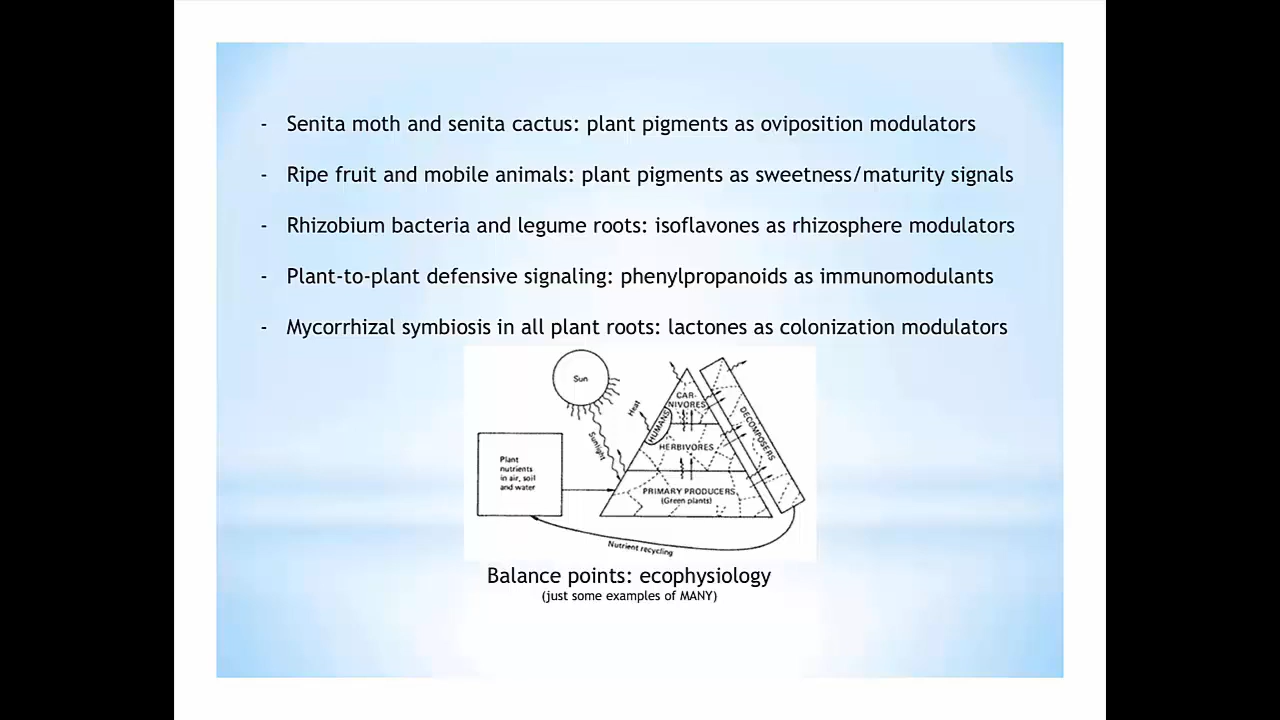 - Senita moth and senita cactus: plant pigments as oviposition modulators
- Ripe fruit and mobile animals: plant pigments as sweetness/maturity signals
- Rhizobium bacteria and legume roots: isoflavones as rhizosphere modulators
- Plant-to-plant defensive signaling: phenylpropanoids as immunomodulants
- Mycorrhizal symbiosis in all plant roots: lactones as colonization modulators
Sun
Sunlight
Heat
Plant
nutrients
in air, soil
and water
CAR-
NIVORES
HUMANS
HERBIVORES
PRIMARY PRODUCERS
(Green plants)
DECOMPOSERS
Nutrient recycling
Balance points: ecophysiology
(just some examples of MANY)